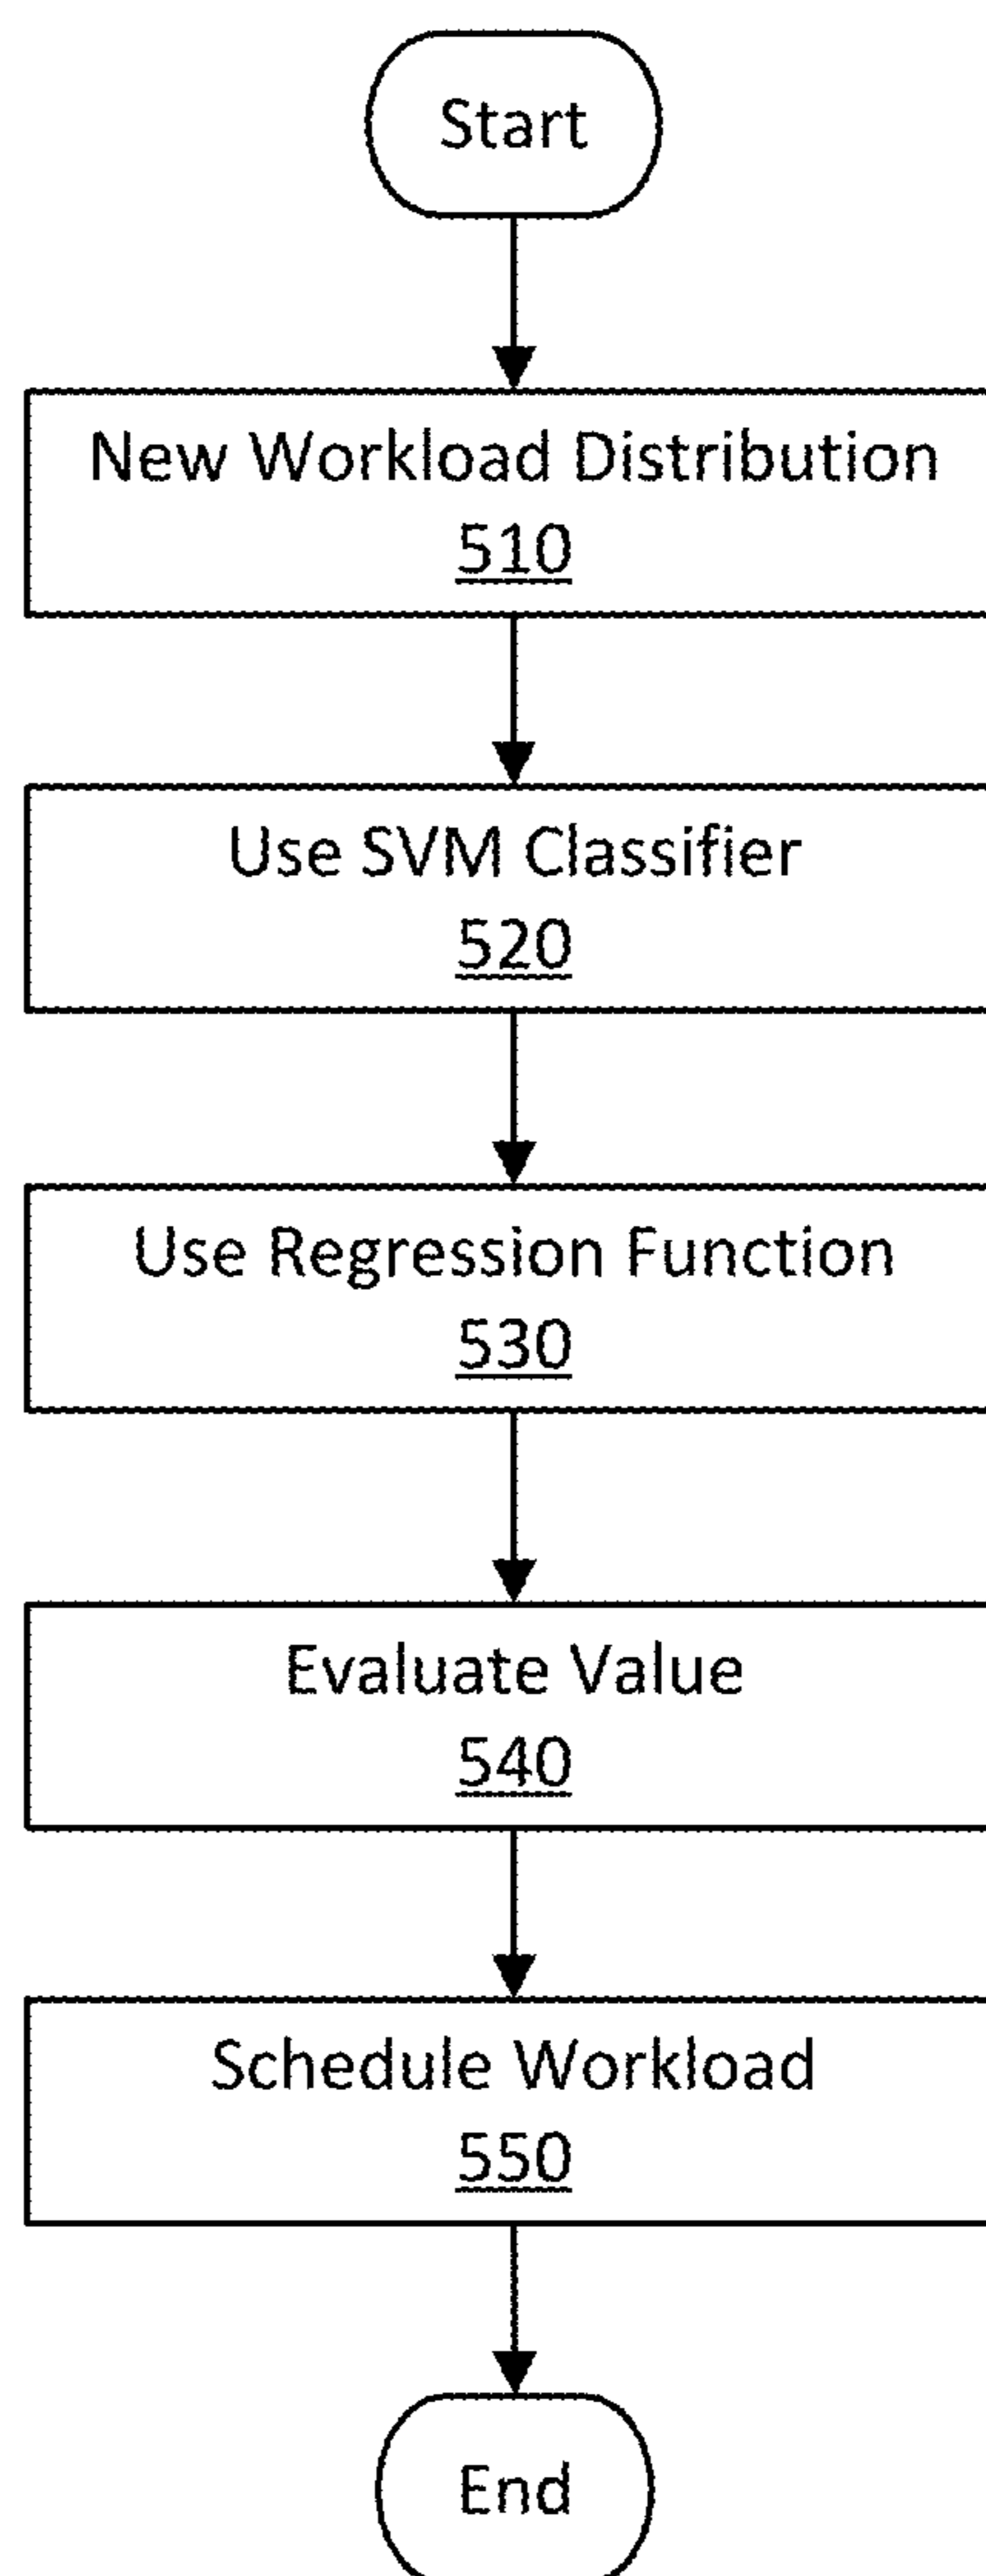 Start
New Workload Distribution
510
Use SVM Classifier
520
Use Regression Function
530
Evaluate Value
540
Schedule Workload
550
End